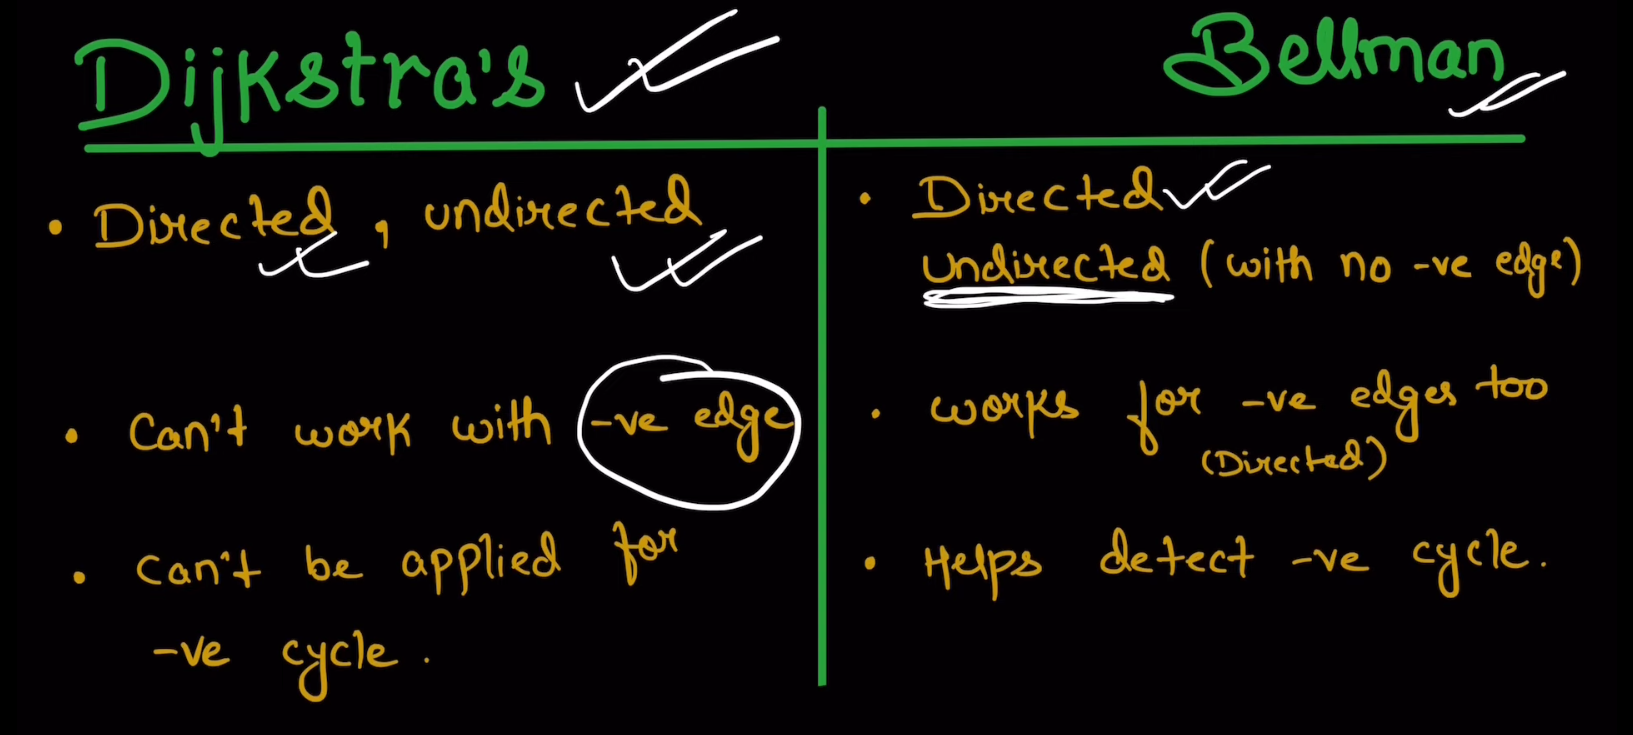 Dijkstra's
• Directed, undirected
• Can't work with -ve edge
• can't be applied for
-ve cycle.
Bellman
• Directed
undirected (with no -ve edge)
• works for -ve edges too
(Directed)
• Helps detect -ve cycle.